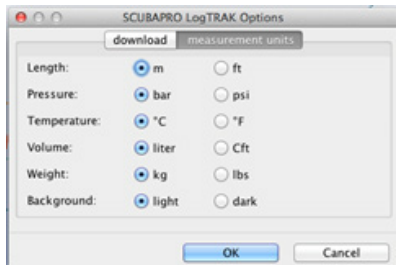 SCUBAPRO LogTRAK Options
download measurement units
Length: m ft
Pressure: bar psi
Temperature: °C °F
Volume: liter Cft
Weight: kg lbs
Background: light dark
OK Cancel